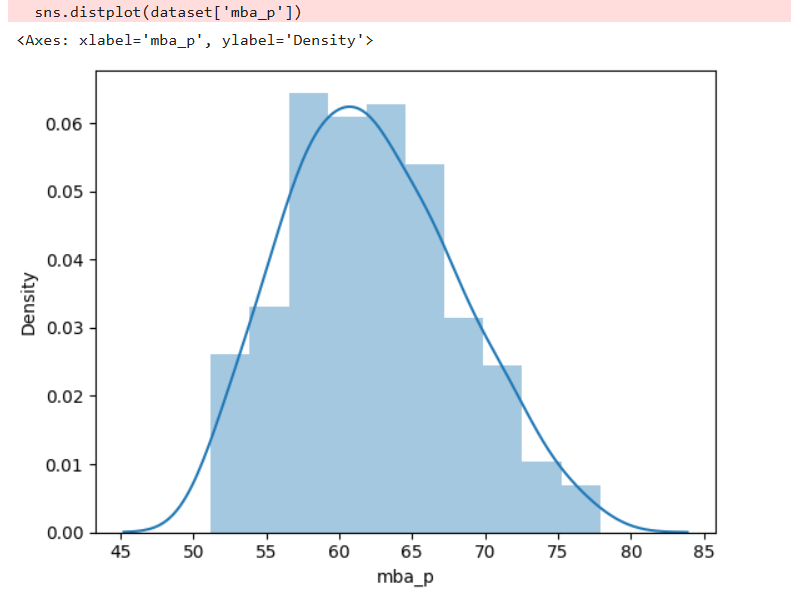 sns.distplot(dataset['mba_p'])
<Axes: xlabel='mba_p', ylabel='Density'>
0.06
0.05
0.04
0.03
0.02
0.01
0.00
Density
45 50 55 60 65 70 75 80 85
mba_p